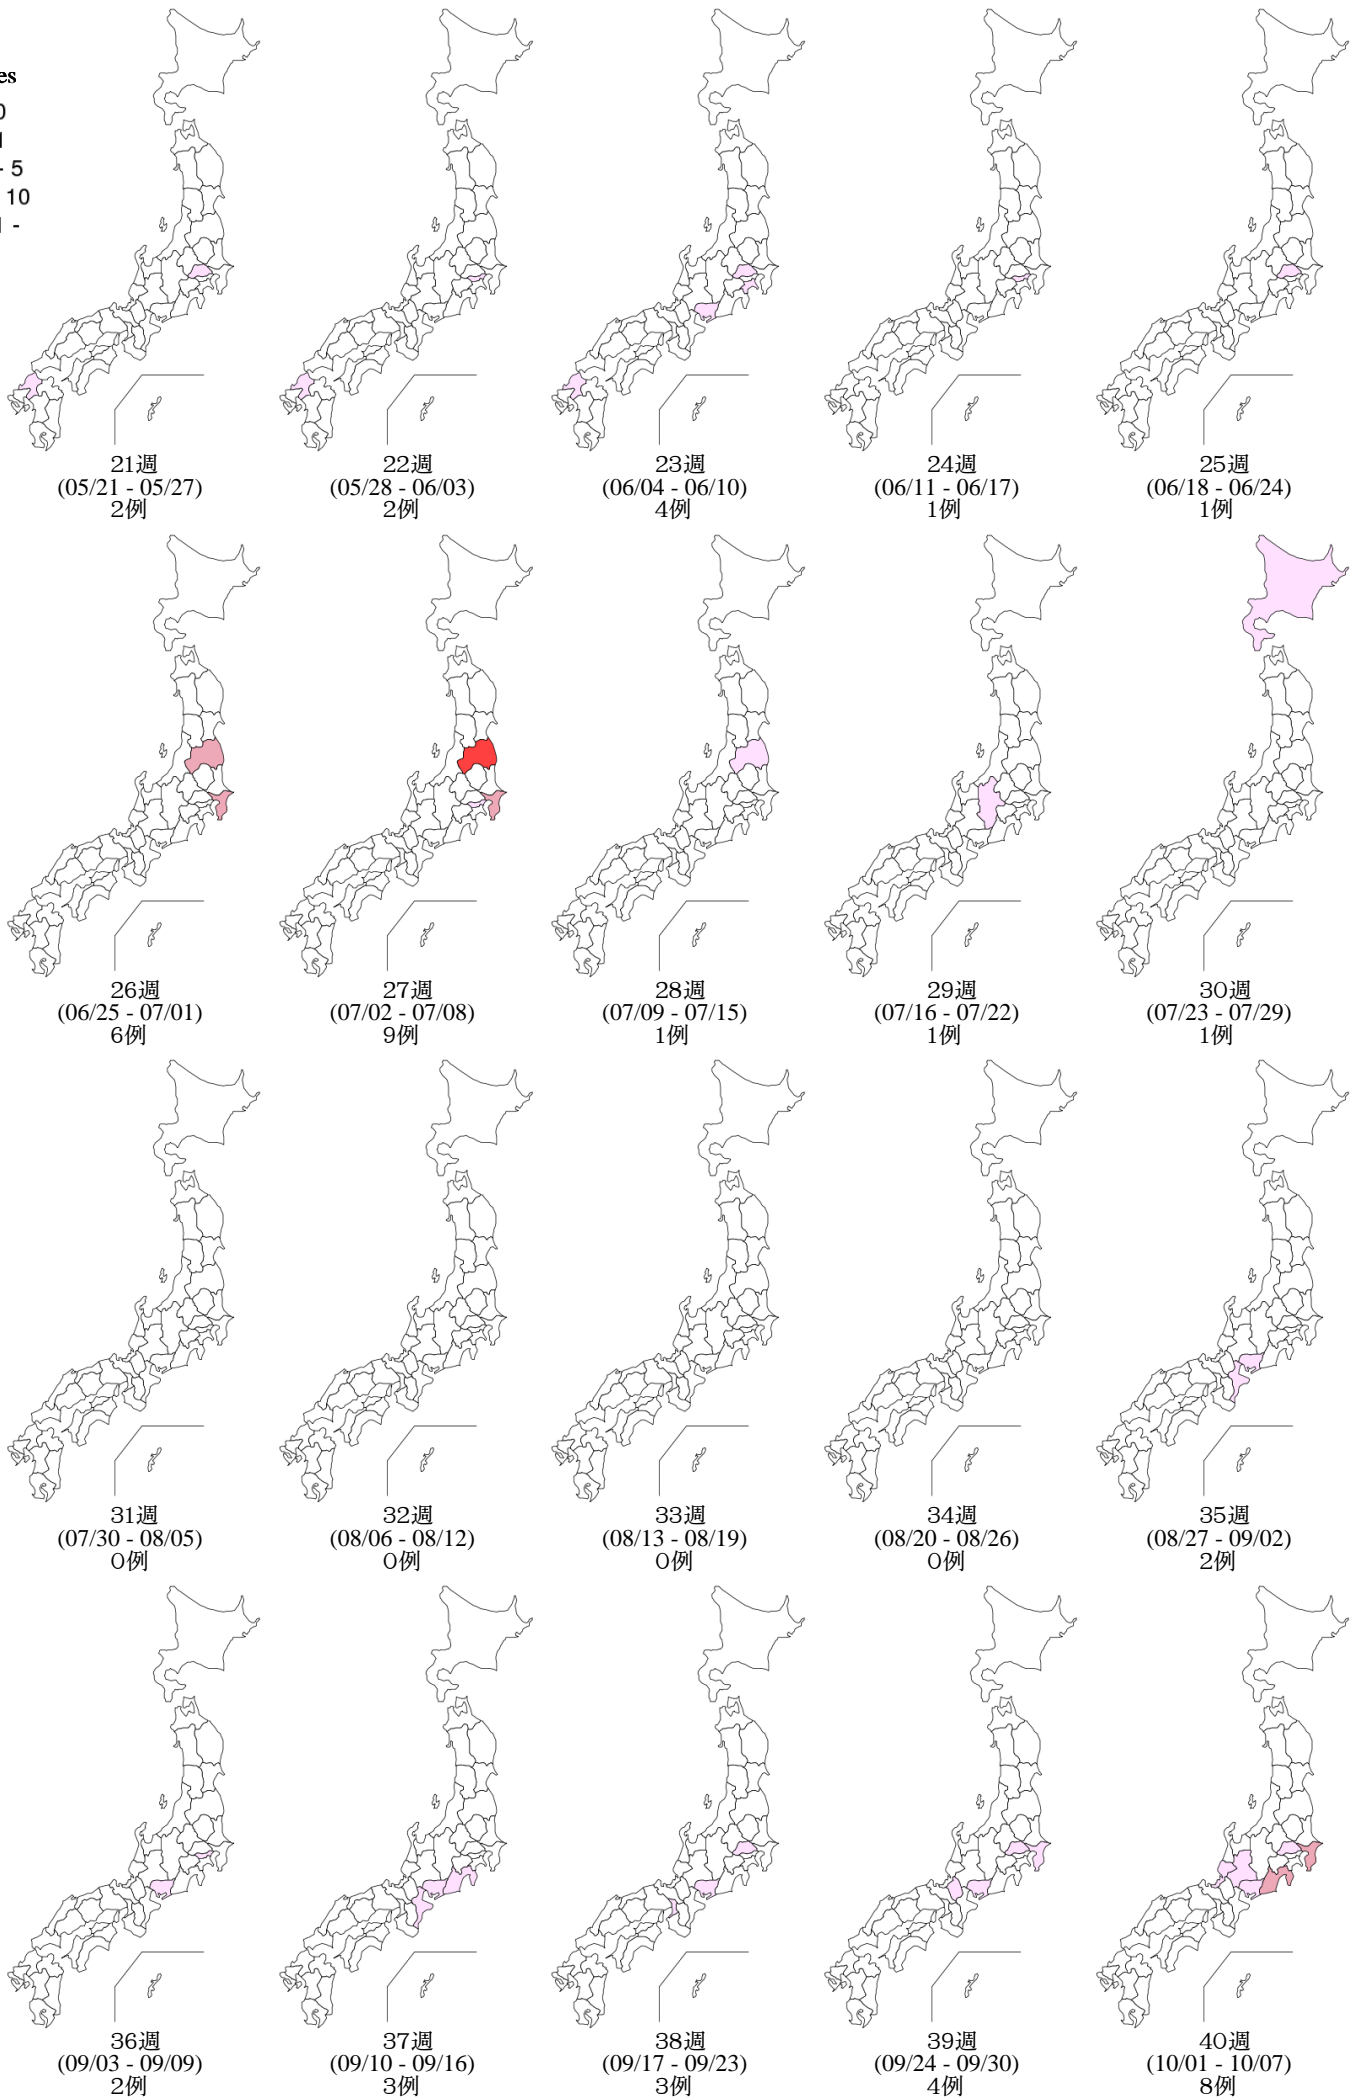 es
0
1
- 5
10
1 -
21週
(05/21 - 05/27)
2例
22週
(05/28 - 06/03)
2例
23週
(06/04 - 06/10)
4例
24週
(06/11 - 06/17)
1例
25週
(06/18 - 06/24)
1例
26週
(06/25 - 07/01)
6例
27週
(07/02 - 07/08)
9例
28週
(07/09 - 07/15)
1例
29週
(07/16 - 07/22)
1例
30週
(07/23 - 07/29)
1例
31週
(07/30 - 08/05)
0例
32週
(08/06 - 08/12)
0例
33週
(08/13 - 08/19)
0例
34週
(08/20 - 08/26)
0例
35週
(08/27 - 09/02)
2例
36週
(09/03 - 09/09)
2例
37週
(09/10 - 09/16)
3例
38週
(09/17 - 09/23)
3例
39週
(09/24 - 09/30)
4例
40週
(10/01 - 10/07)
8例